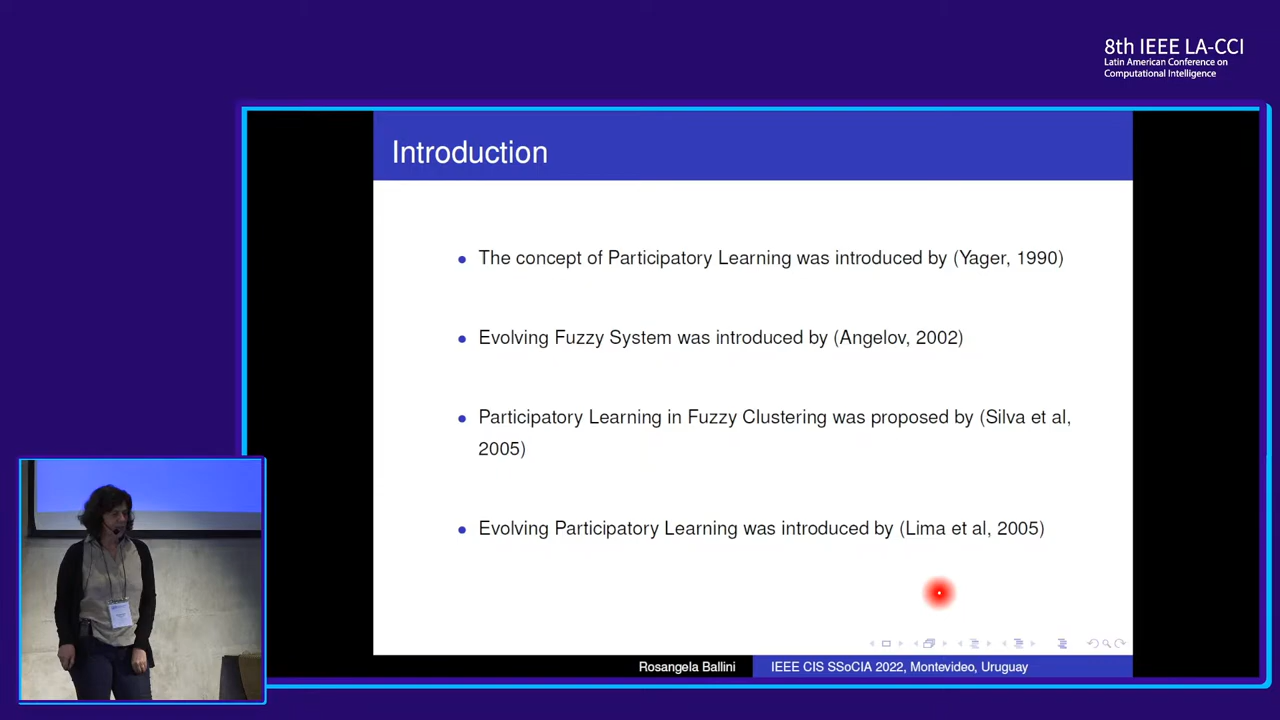 8th IEEE LA-CCI
Latin American Conference on
Computational Intelligence
Introduction
The concept of Participatory Learning was introduced by (Yager, 1990)
Evolving Fuzzy System was introduced by (Angelov, 2002)
Participatory Learning in Fuzzy Clustering was proposed by (Silva et al,
2005)
Evolving Participatory Learning was introduced by (Lima et al, 2005)
Rosangela Ballini
IEEE CIS SSoCIA 2022, Montevideo, Uruguay